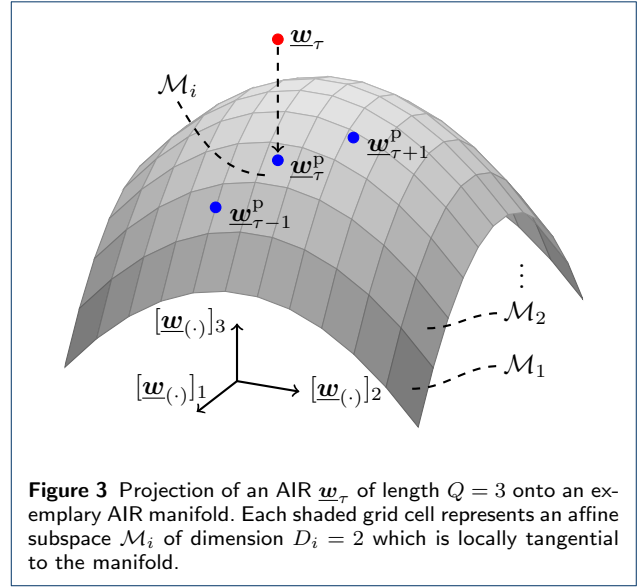 w_τ
M_i
w^p_{τ+1}
w^p_τ
w^p_{τ−1}
⋮
[w_(·)]_3
M_2
[w_(·)]_1
[w_(·)]_2
M_1
Figure 3 Projection of an AIR w_τ of length Q = 3 onto an ex-
emplary AIR manifold. Each shaded grid cell represents an affine
subspace M_i of dimension D_i = 2 which is locally tangential
to the manifold.